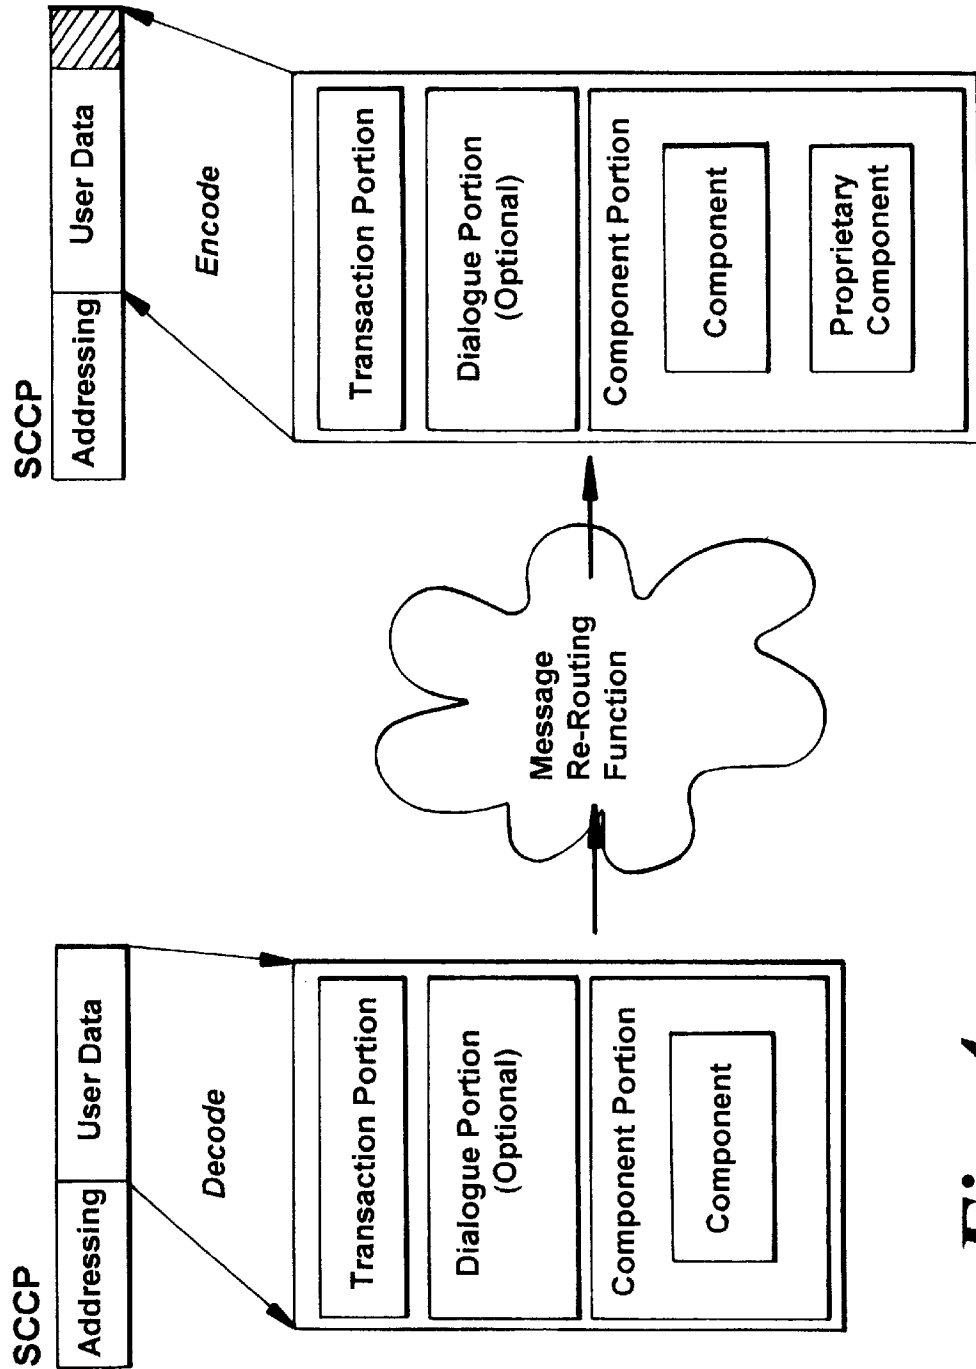 SCCP
Addressing
User Data
Decode
Transaction Portion
Dialogue Portion
(Optional)
Component Portion
Component
Message
Re-Routing
Function
SCCP
Addressing
User Data
Encode
Transaction Portion
Dialogue Portion
(Optional)
Component Portion
Component
Proprietary
Component